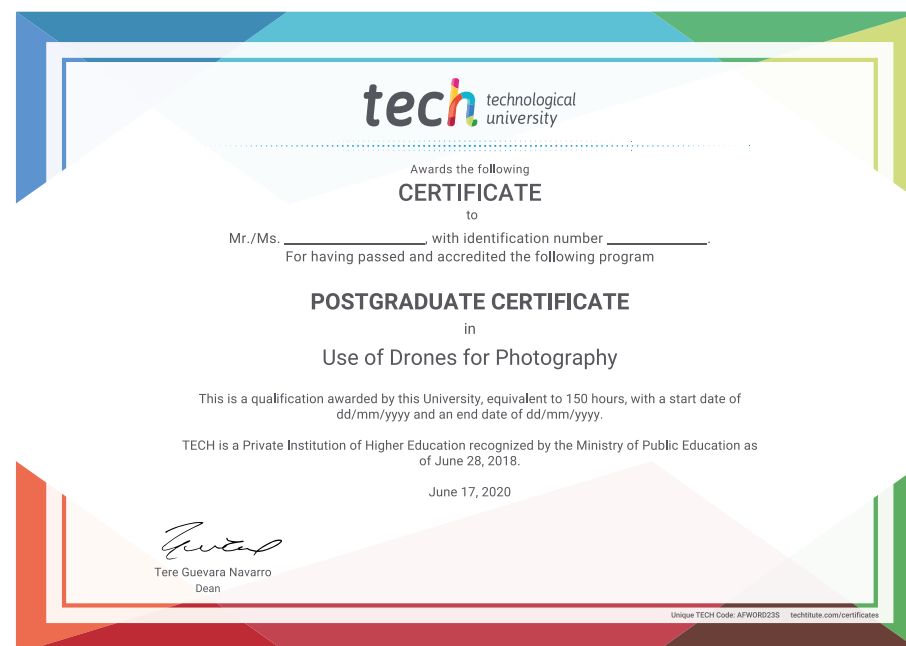 tech technological
university
Awards the following
CERTIFICATE
to
Mr./Ms. ____________________, with identification number ______________.
For having passed and accredited the following program
POSTGRADUATE CERTIFICATE
in
Use of Drones for Photography
This is a qualification awarded by this University, equivalent to 150 hours, with a start date of
dd/mm/yyyy and an end date of dd/mm/yyyy.
TECH is a Private Institution of Higher Education recognized by the Ministry of Public Education as
of June 28, 2018.
June 17, 2020
Tere Guevara Navarro
Dean
Unique TECH Code: AFWORD23S techtitute.com/certificates